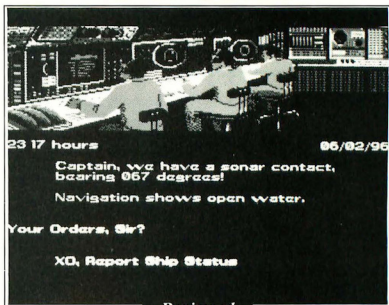 23 17 hours 06/02/96
Captain, we have a sonar contact,
bearing 067 degrees!
Navigation shows open water.
Your Orders, Sir?
XO, Report Ship Status